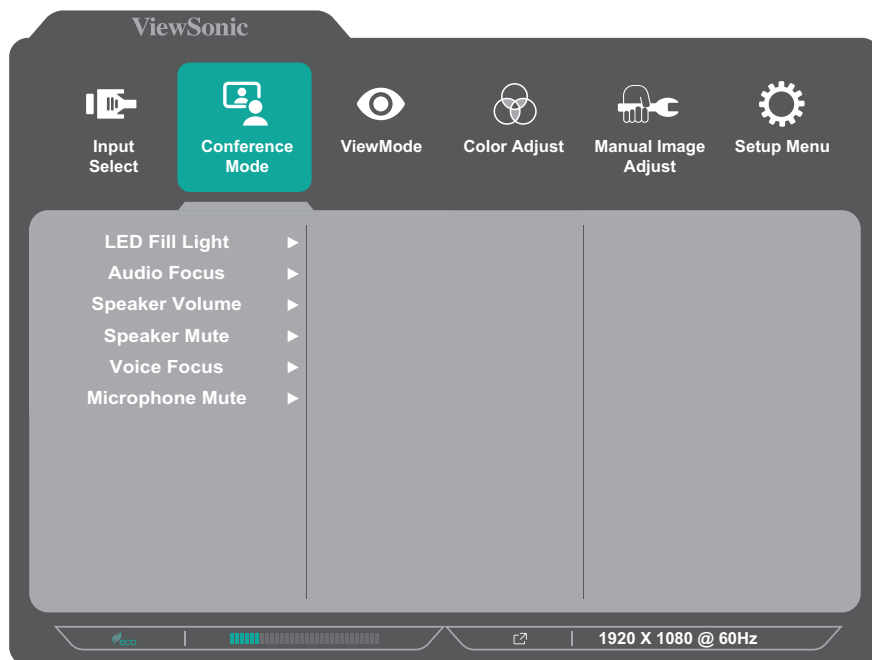 ViewSonic
Input
Select
Conference
Mode
ViewMode
Color Adjust
Manual Image
Adjust
Setup Menu
LED Fill Light
Audio Focus
Speaker Volume
Speaker Mute
Voice Focus
Microphone Mute
eco
1920 X 1080 @ 60Hz